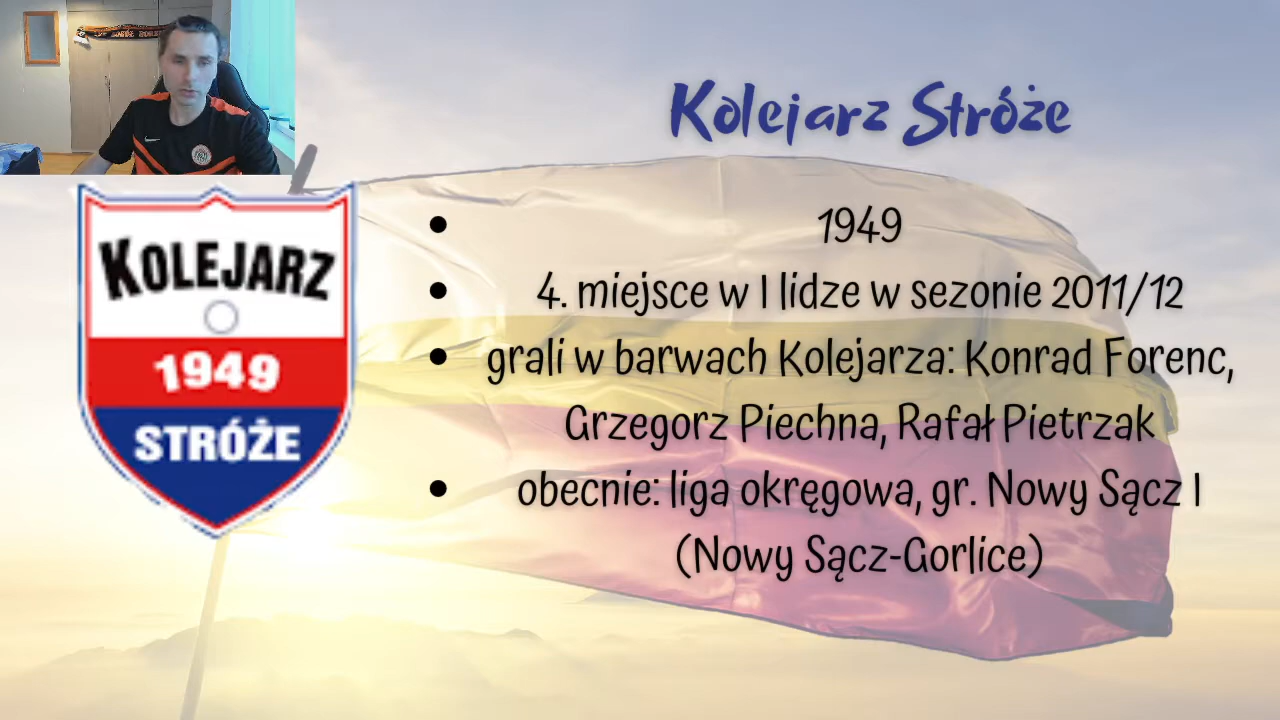 Kolejarz Stróże
KOLEJARZ
1949
STRÓŻE
1949
4. miejsce w I lidze w sezonie 2011/12
grali w barwach Kolejarza: Konrad Forenc,
Grzegorz Piechna, Rafał Pietrzak
obecnie: liga okręgowa, gr. Nowy Sącz I
(Nowy Sącz-Gorlice)